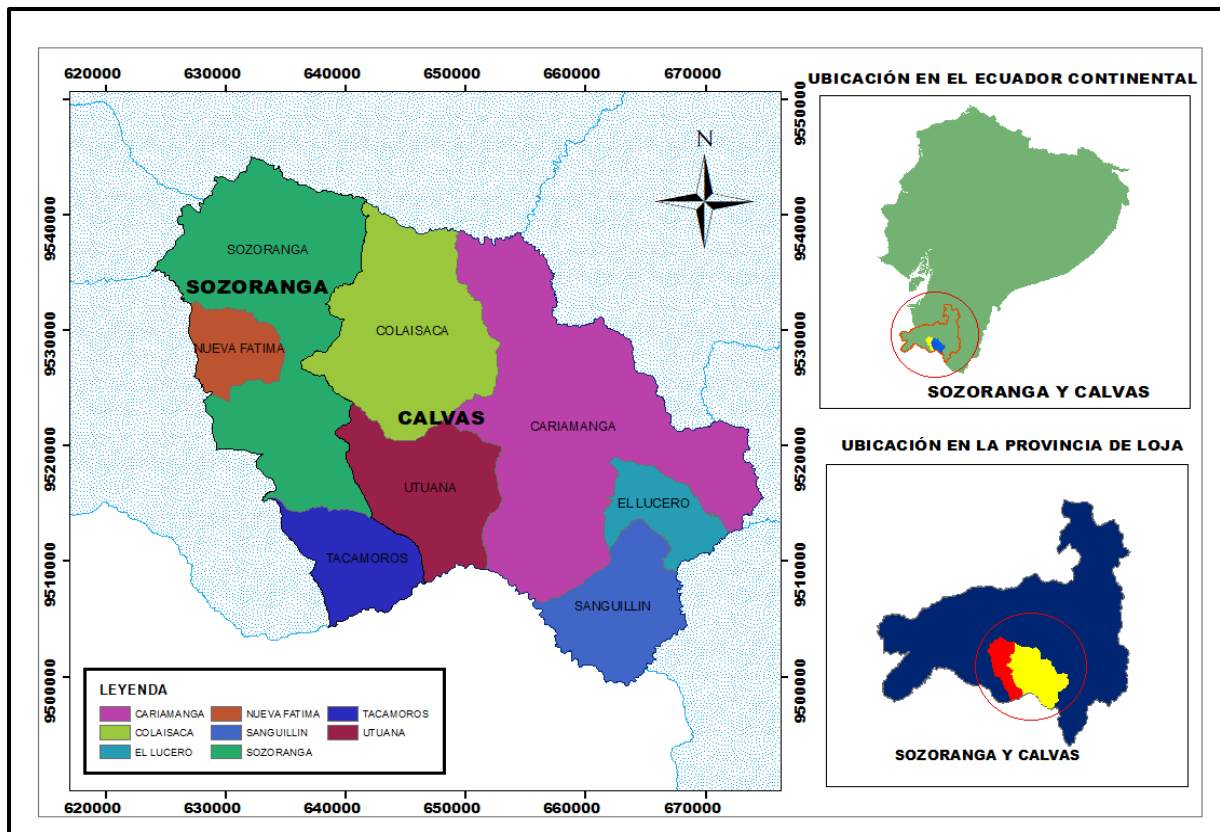 620000 630000 640000 650000 660000 670000
9550000
9540000
9530000
9520000
9510000
9500000
N
SOZORANGA
SOZORANGA
NUEVA FATIMA
COLAISACA
CALVAS
CARIAMANGA
UTUANA
EL LUCERO
TACAMOROS
SANGUILLIN
9540000
9530000
9520000
9510000
9500000
LEYENDA
CARIAMANGA NUEVA FATIMA TACAMOROS
COLAISACA SANGUILLIN UTUANA
EL LUCERO SOZORANGA
620000 630000 640000 650000 660000 670000
UBICACIÓN EN EL ECUADOR CONTINENTAL
SOZORANGA Y CALVAS
UBICACIÓN EN LA PROVINCIA DE LOJA
SOZORANGA Y CALVAS